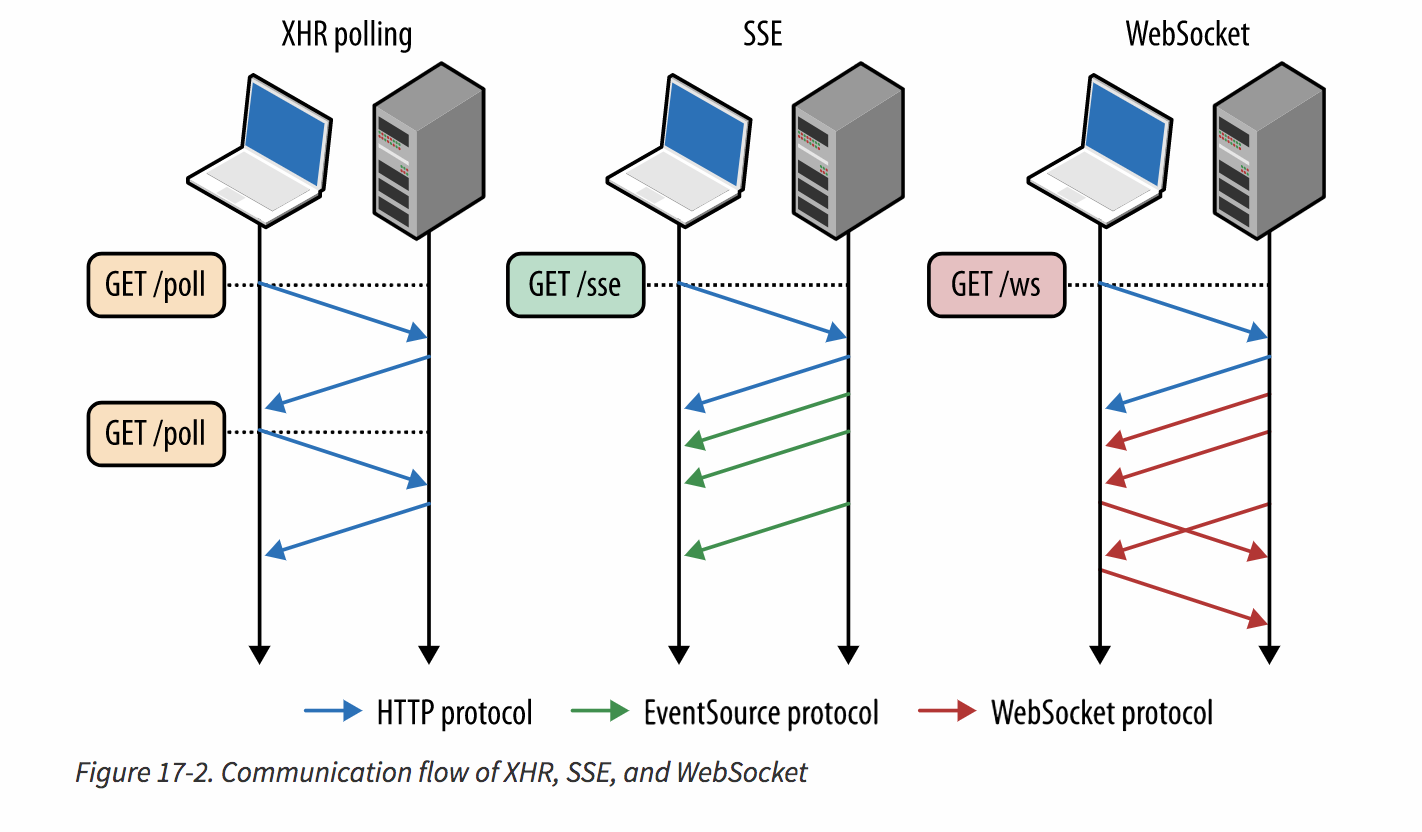 XHR polling
SSE
WebSocket
GET /poll
GET /sse
GET /ws
GET /poll
HTTP protocol
EventSource protocol
WebSocket protocol
Figure 17-2. Communication flow of XHR, SSE, and WebSocket